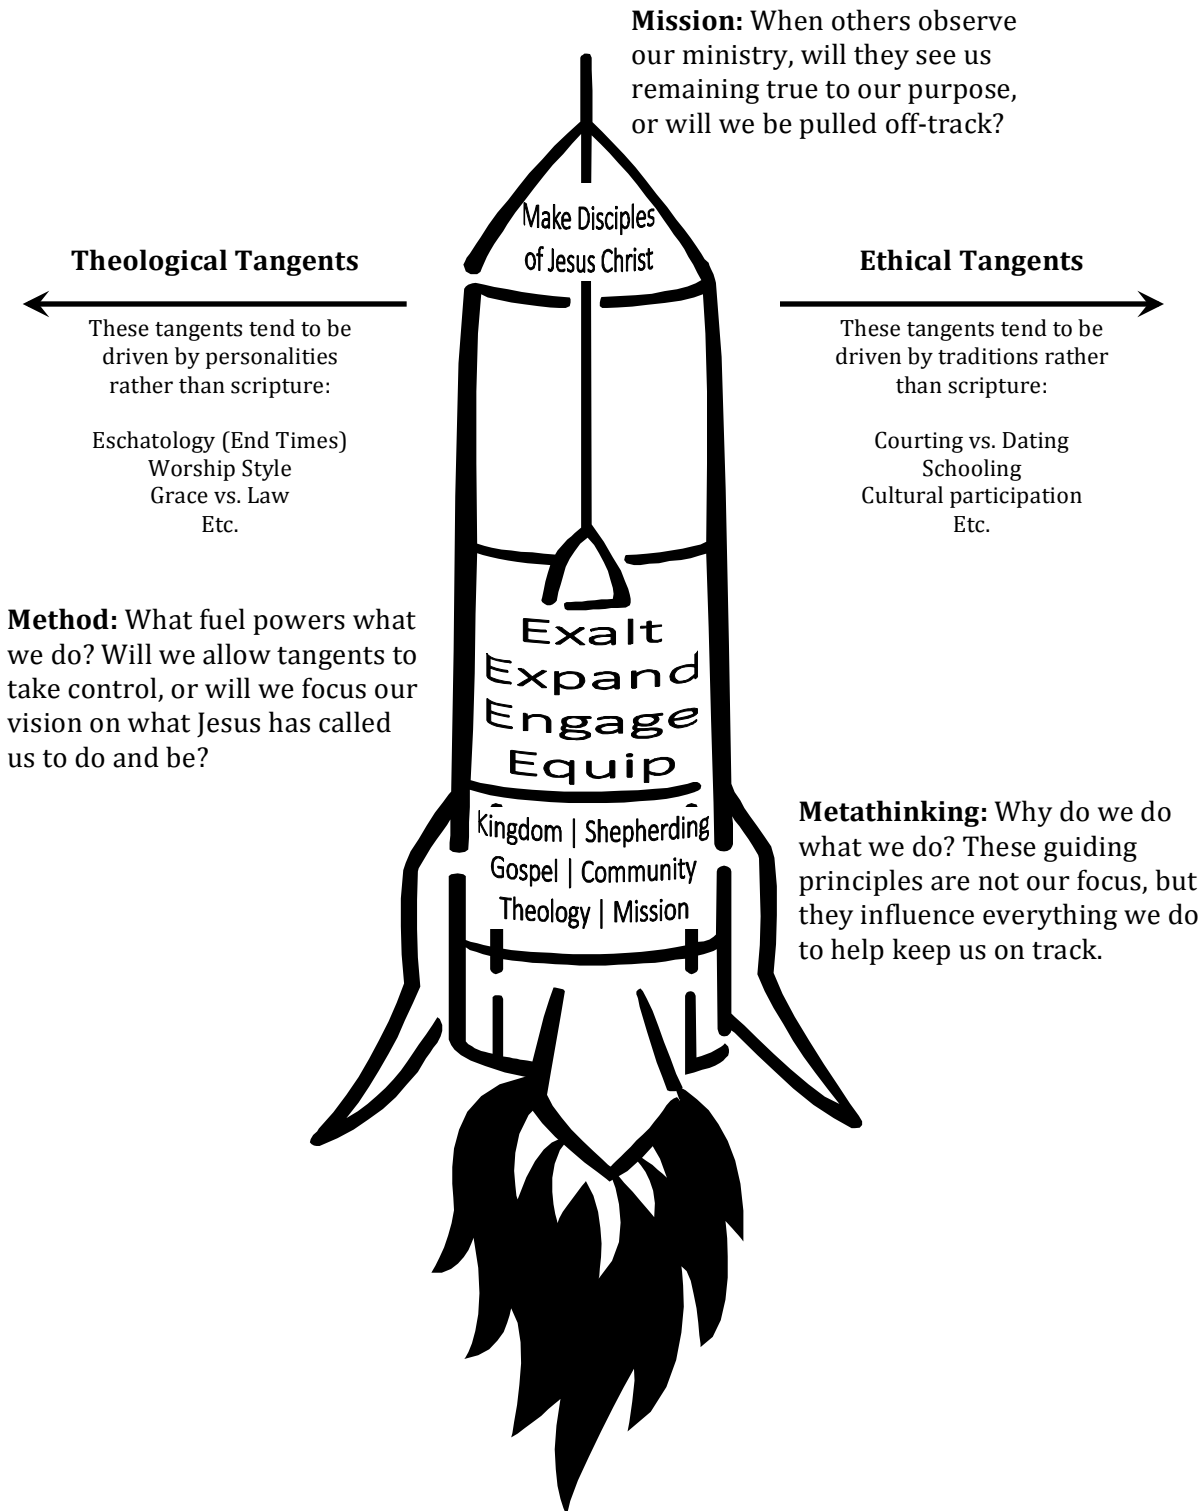 Mission: When others observe
our ministry, will they see us
remaining true to our purpose,
or will we be pulled off-track?
Make Disciples
of Jesus Christ
Theological Tangents
These tangents tend to be
driven by personalities
rather than scripture:
Eschatology (End Times)
Worship Style
Grace vs. Law
Etc.
Ethical Tangents
These tangents tend to be
driven by traditions rather
than scripture:
Courting vs. Dating
Schooling
Cultural participation
Etc.
Method: What fuel powers what
we do? Will we allow tangents to
take control, or will we focus our
vision on what Jesus has called
us to do and be?
Exalt
Expand
Engage
Equip
Kingdom | Shepherding
Gospel | Community
Theology | Mission
Metathinking: Why do we do
what we do? These guiding
principles are not our focus, but
they influence everything we do
to help keep us on track.